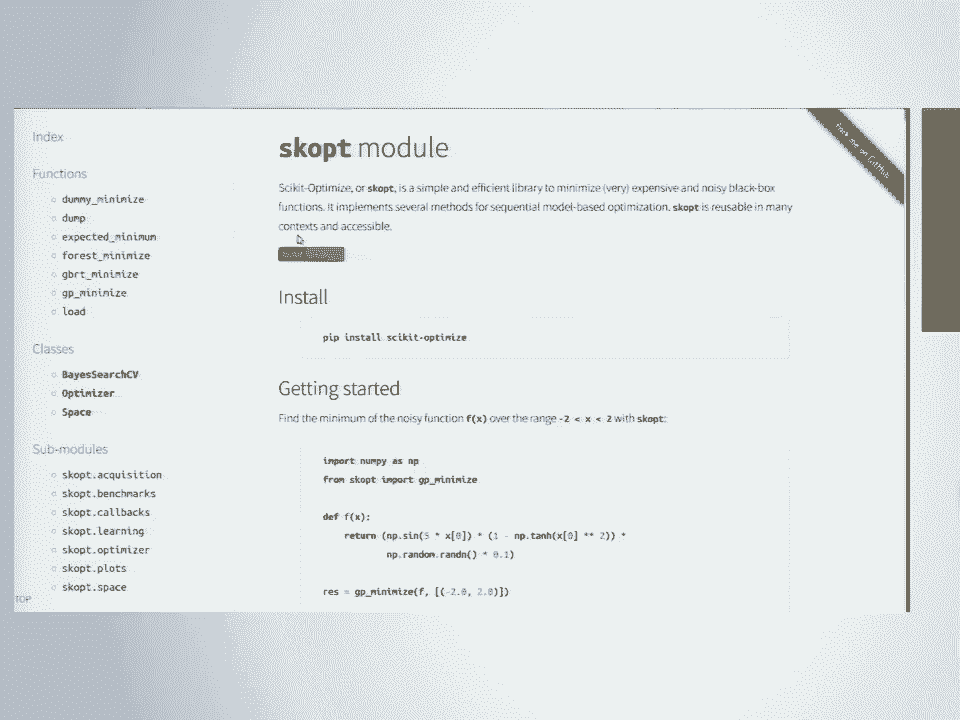 Index
Functions
dummy_minimize
dump
expected_minimum
forest_minimize
gbrt_minimize
gp_minimize
load
Classes
BayesSearchCV
Optimizer
Space
Sub-modules
skopt.acquisition
skopt.benchmarks
skopt.callbacks
skopt.learning
skopt.optimizer
skopt.plots
skopt.space
TOP
skopt module
Scikit-Optimize, or skopt, is a simple and efficient library to minimize (very) expensive and noisy black-box
functions. It implements several methods for sequential model-based optimization. skopt is reusable in many
contexts and accessible.
Install
pip install scikit-optimize
Getting started
Find the minimum of the noisy function f(x) over the range -2 < x < 2 with skopt:
import numpy as np
from skopt import gp_minimize
def f(x):
return (np.sin(5 * x[0]) * (1 - np.tanh(x[0] ** 2)) *
np.random.randn() * 0.1)
res = gp_minimize(f, [(-2.0, 2.0)])
Fork me on GitHub